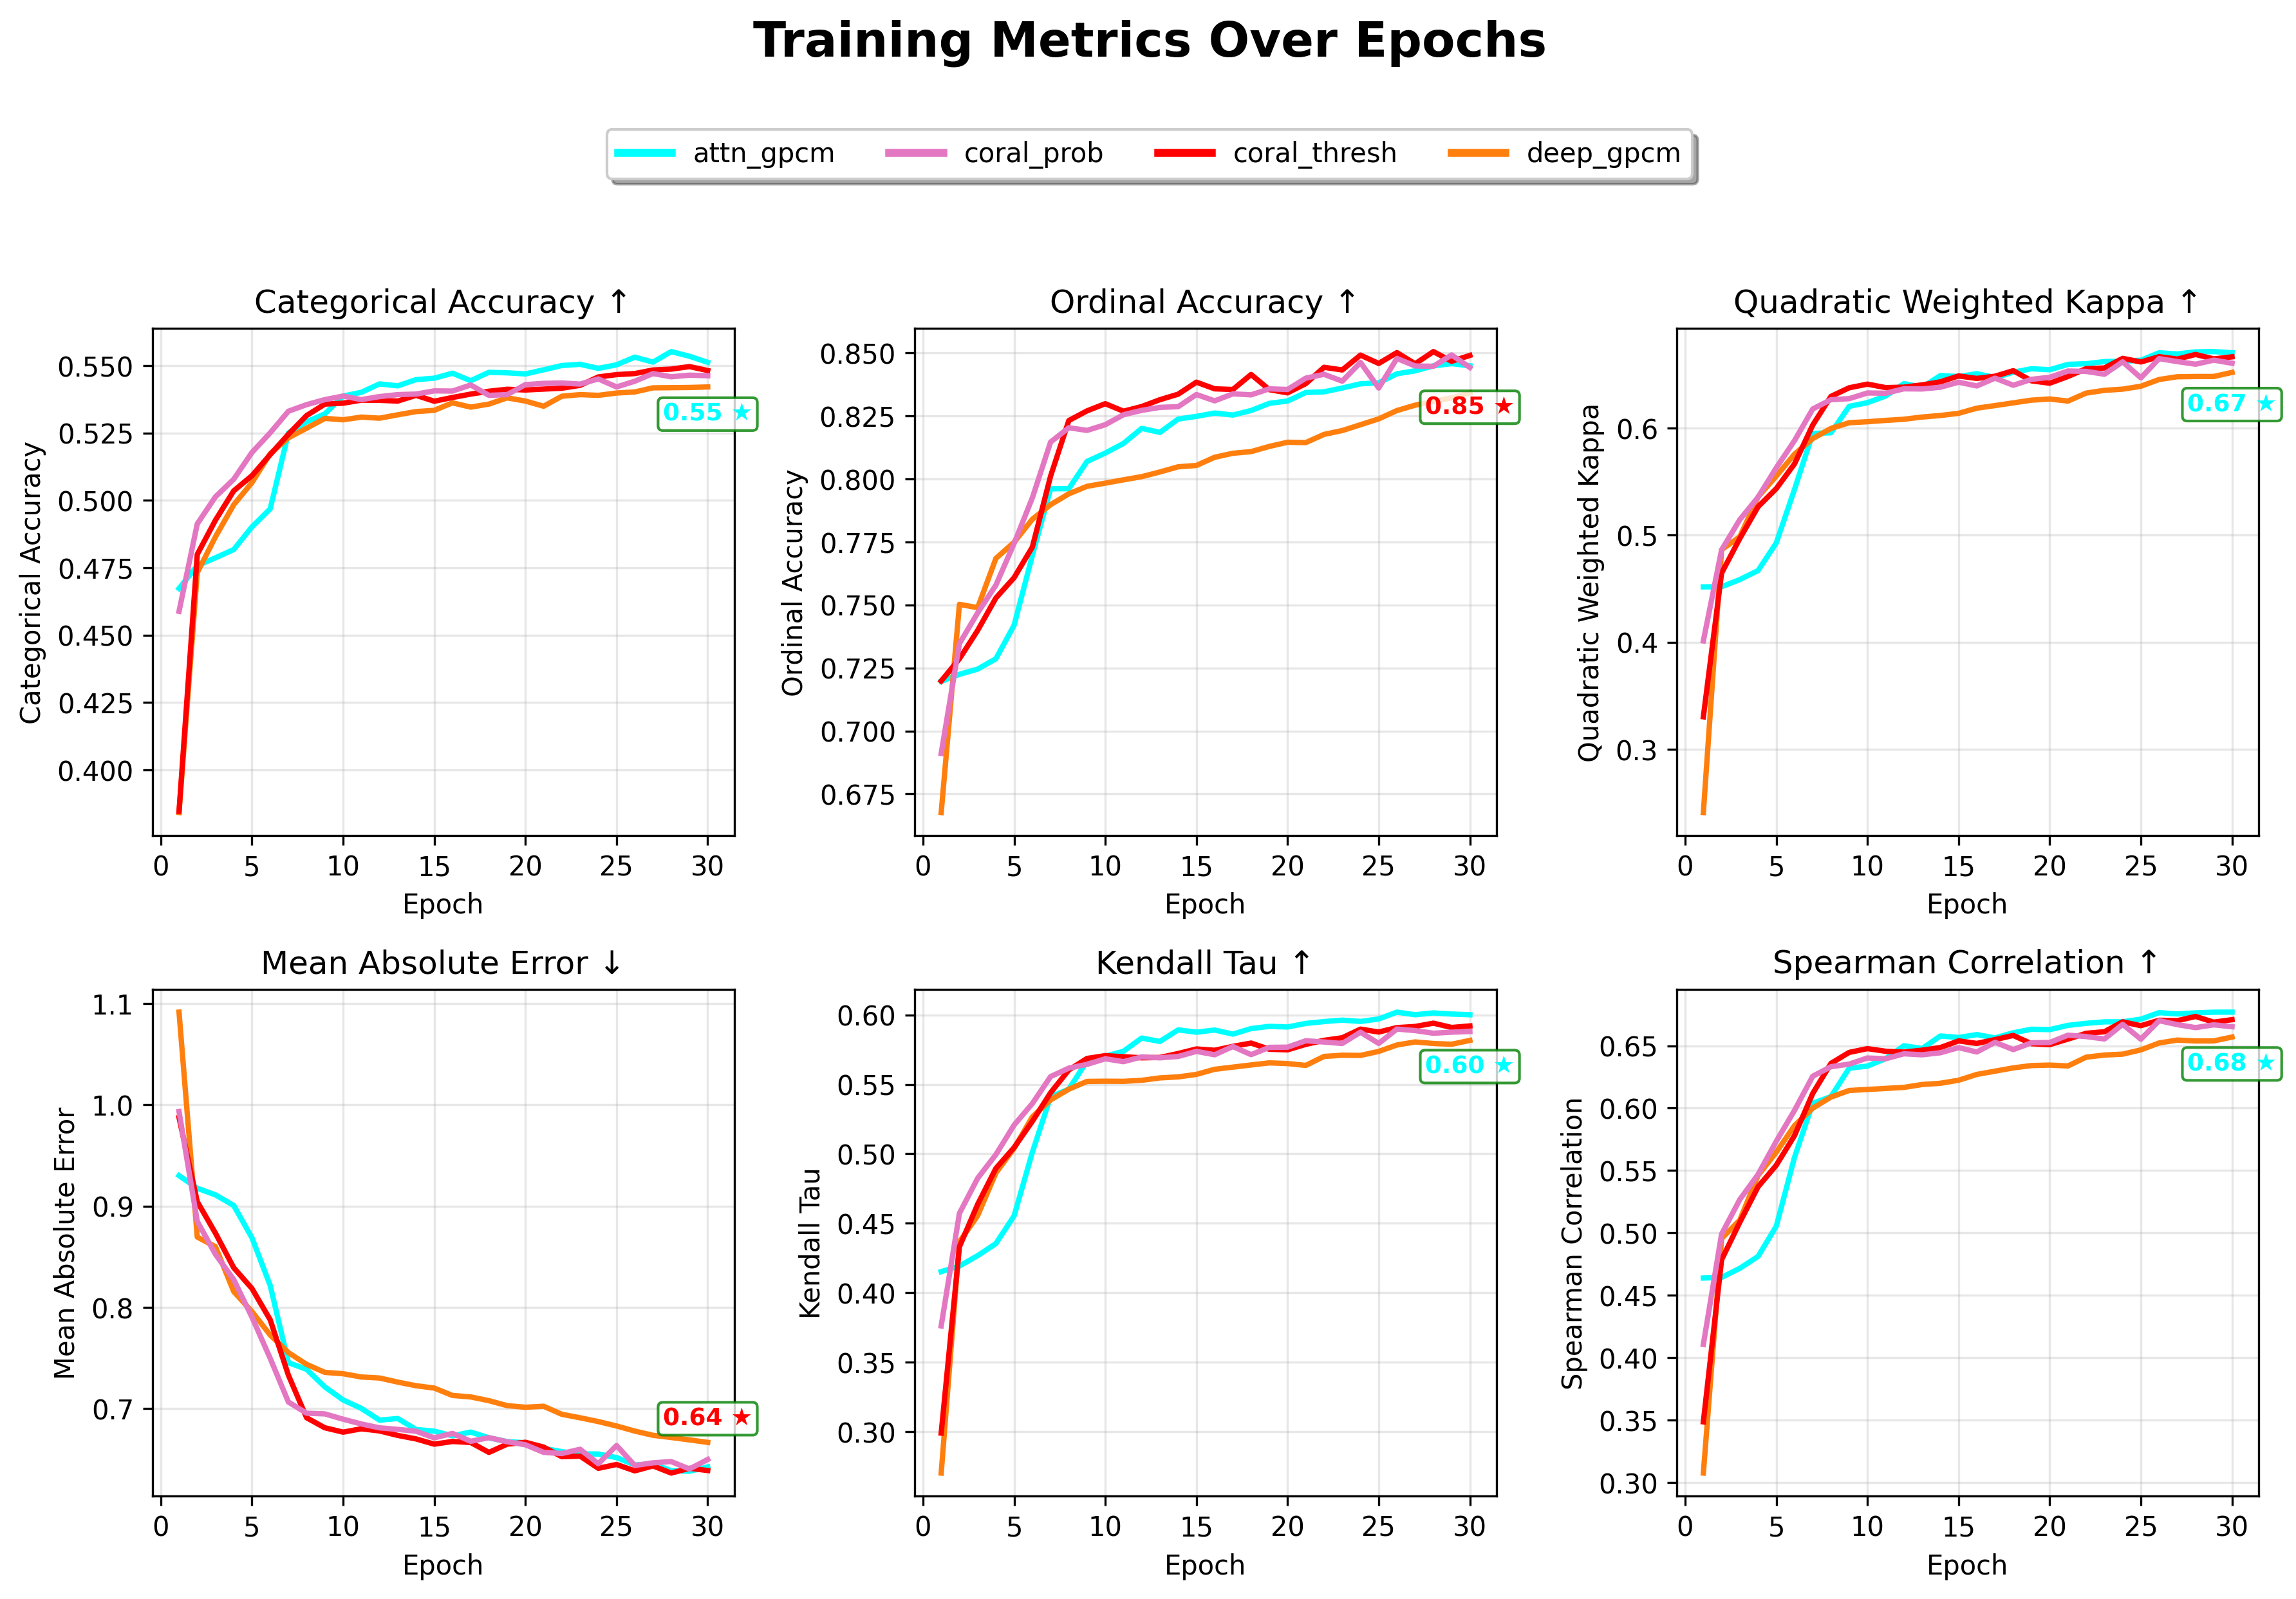 Training Metrics Over Epochs
attn_gpcm coral_prob coral_thresh deep_gpcm
Categorical Accuracy ↑
0.550
0.525
0.500
0.475
0.450
0.425
0.400
Categorical Accuracy
0.55 ★
0 5 10 15 20 25 30
Epoch
Ordinal Accuracy ↑
0.850
0.825
0.800
0.775
0.750
0.725
0.700
0.675
Ordinal Accuracy
0.85 ★
0 5 10 15 20 25 30
Epoch
Quadratic Weighted Kappa ↑
0.6
0.5
0.4
0.3
Quadratic Weighted Kappa
0.67 ★
0 5 10 15 20 25 30
Epoch
Mean Absolute Error ↓
1.1
1.0
0.9
0.8
0.7
Mean Absolute Error
0.64 ★
0 5 10 15 20 25 30
Epoch
Kendall Tau ↑
0.60
0.55
0.50
0.45
0.40
0.35
0.30
Kendall Tau
0.60 ★
0 5 10 15 20 25 30
Epoch
Spearman Correlation ↑
0.65
0.60
0.55
0.50
0.45
0.40
0.35
0.30
Spearman Correlation
0.68 ★
0 5 10 15 20 25 30
Epoch